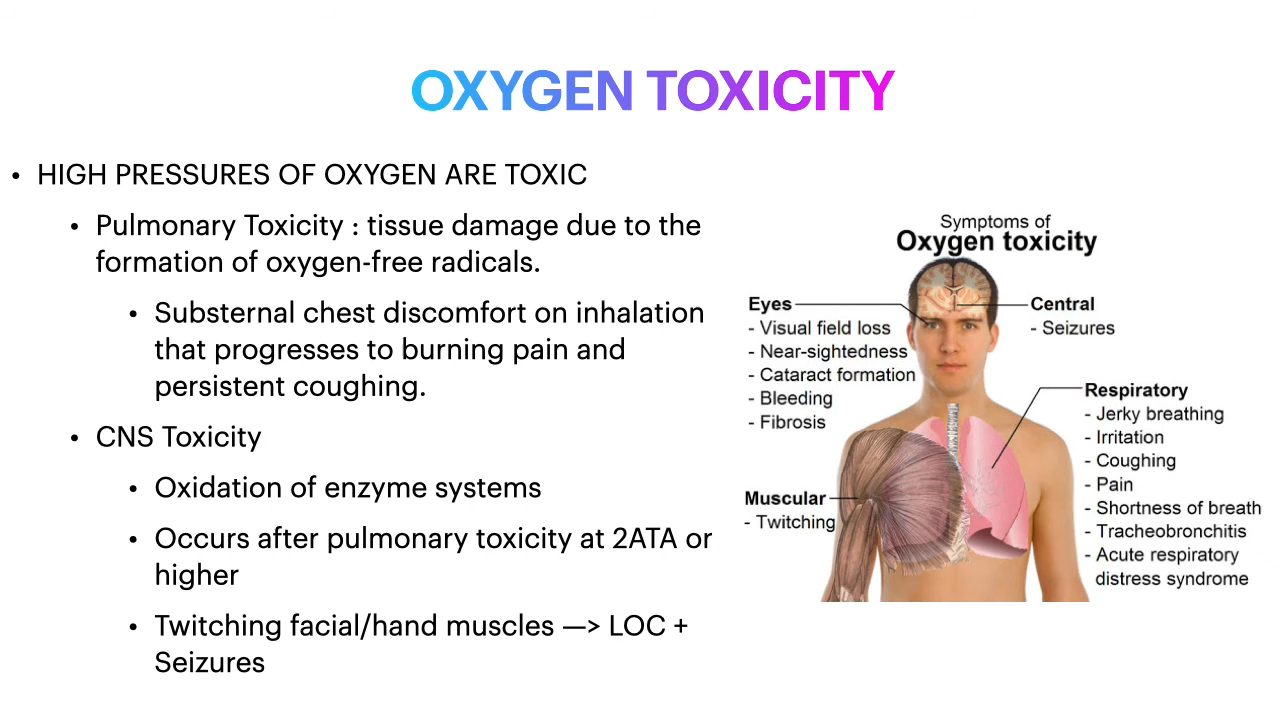 OXYGEN TOXICITY
• HIGH PRESSURES OF OXYGEN ARE TOXIC
• Pulmonary Toxicity : tissue damage due to the
formation of oxygen-free radicals.
• Substernal chest discomfort on inhalation
that progresses to burning pain and
persistent coughing.
• CNS Toxicity
• Oxidation of enzyme systems
• Occurs after pulmonary toxicity at 2ATA or
higher
• Twitching facial/hand muscles —> LOC +
Seizures
Symptoms of
Oxygen toxicity
Eyes
- Visual field loss
- Near-sightedness
- Cataract formation
- Bleeding
- Fibrosis
Muscular
- Twitching
Central
- Seizures
Respiratory
- Jerky breathing
- Irritation
- Coughing
- Pain
- Shortness of breath
- Tracheobronchitis
- Acute respiratory
distress syndrome